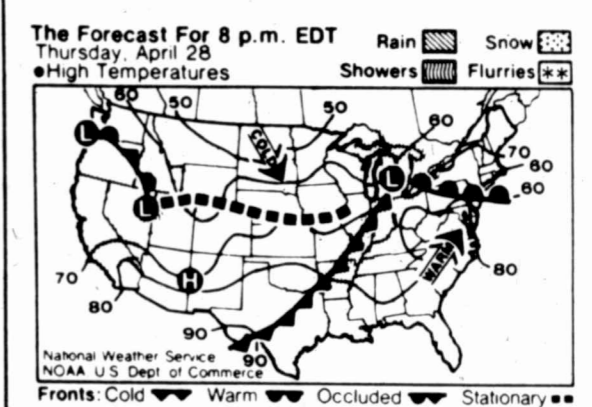 The Forecast For 8 p.m. EDT
Thursday, April 28
●High Temperatures
Rain Snow
Showers Flurries
60 50 50 60
L COLD L
70
60
60
L
WARM
70 H 80
80
90
90
National Weather Service
NOAA U S Dept of Commerce
Fronts: Cold Warm Occluded Stationary